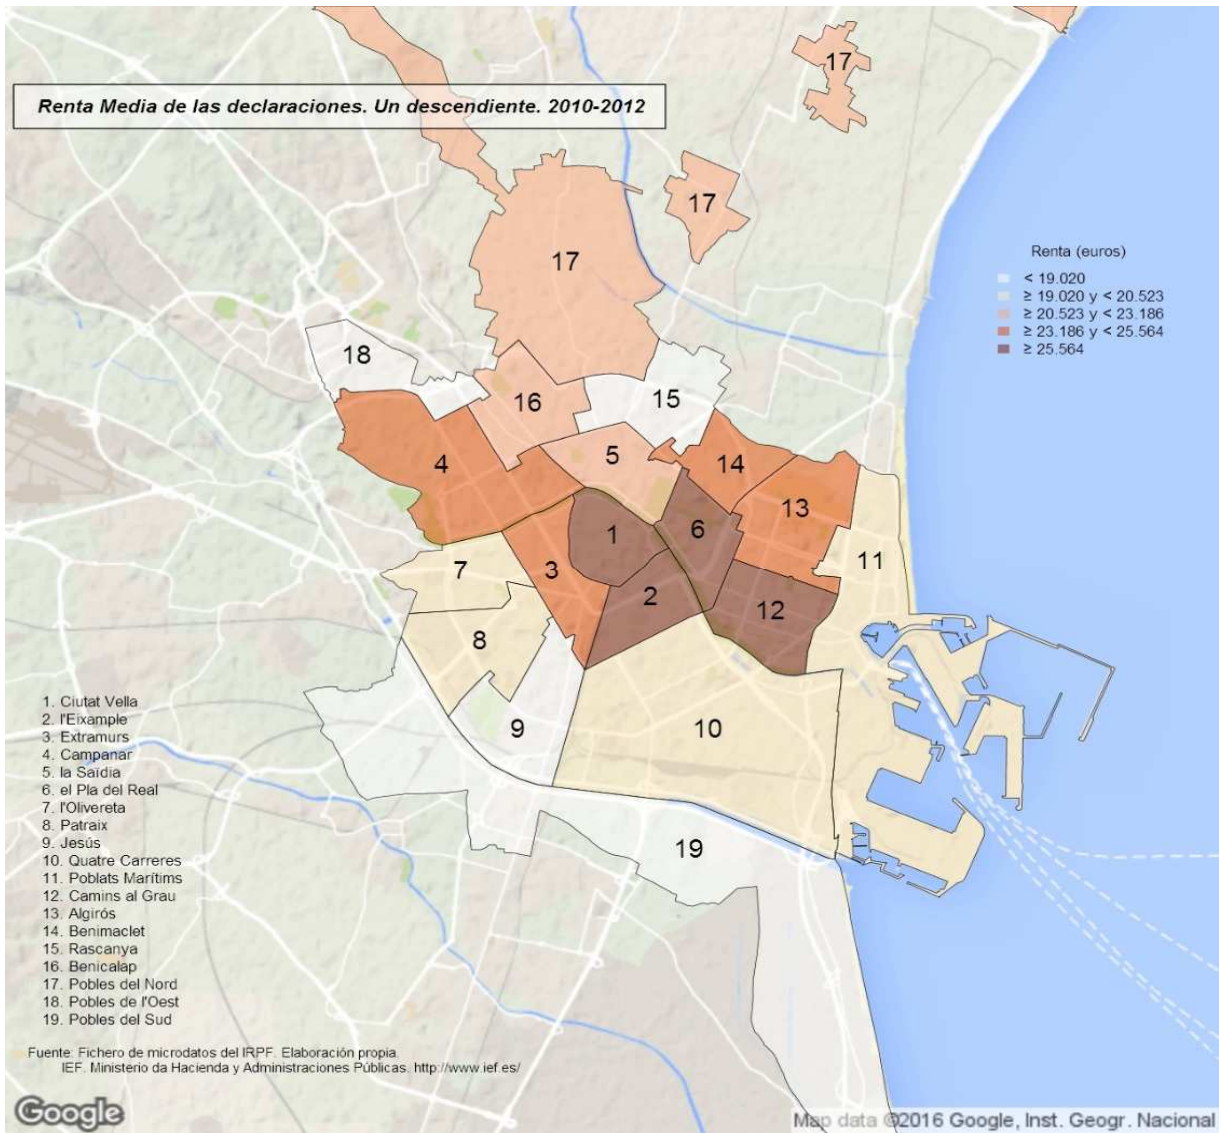 17
Renta Media de las declaraciones. Un descendiente. 2010-2012
17
17
Renta (euros)
< 19.020
≥ 19.020 y < 20.523
≥ 20.523 y < 23.186
≥ 23.186 y < 25.564
≥ 25.564
18
16
15
4
5
14
13
1
6
11
7
3
2
12
8
9
10
19
1. Ciutat Vella
2. l'Eixample
3. Extramurs
4. Campanar
5. la Saïdia
6. el Pla del Real
7. l'Olivereta
8. Patraix
9. Jesús
10. Quatre Carreres
11. Poblats Marítims
12. Camins al Grau
13. Algirós
14. Benimaclet
15. Rascanya
16. Benicalap
17. Pobles del Nord
18. Pobles de l'Oest
19. Pobles del Sud
Fuente: Fichero de microdatos del IRPF. Elaboración propia.
IEF. Ministerio da Hacienda y Administraciones Públicas. http://www.ief.es/
Google
Map data ©2016 Google, Inst. Geogr. Nacional